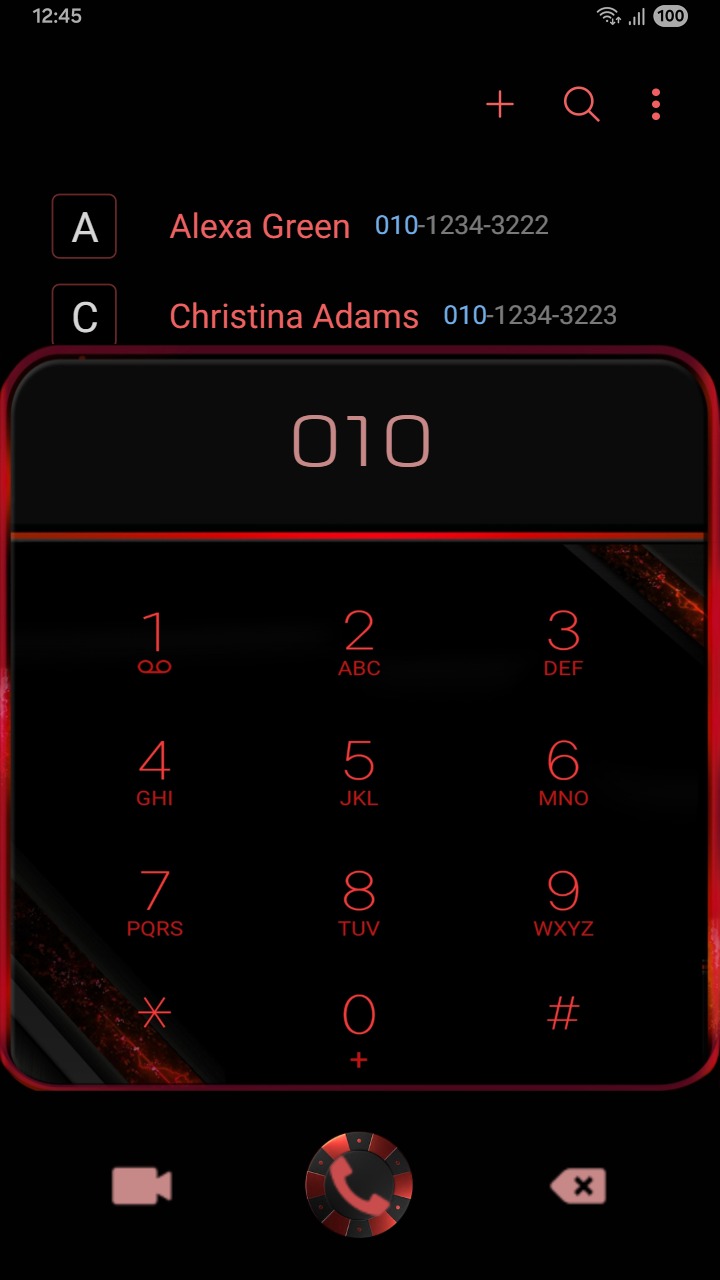 12:45 100
A Alexa Green 010-1234-3222
C Christina Adams 010-1234-3223
010
1 2 3
ABC DEF
4 5 6
GHI JKL MNO
7 8 9
PQRS TUV WXYZ
* 0 #
+